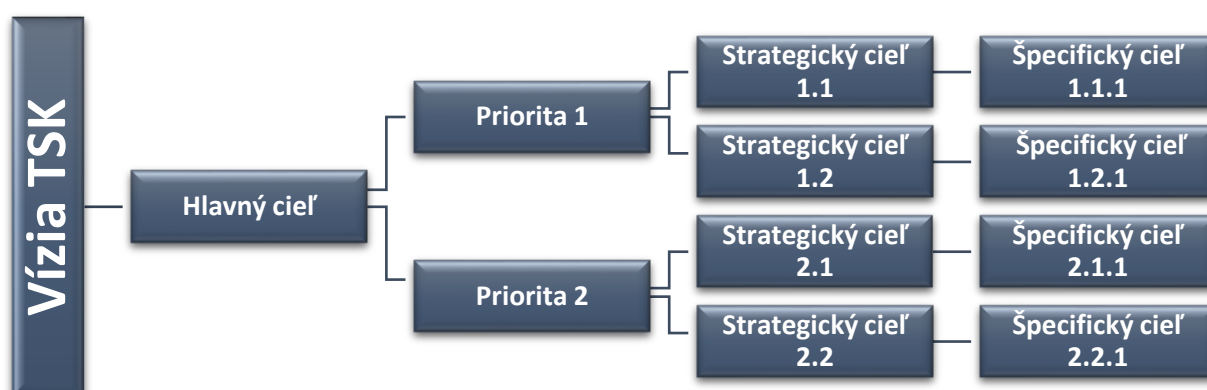 Vízia TSK
Hlavný cieľ
Priorita 1
Strategický cieľ
1.1
Špecifický cieľ
1.1.1
Strategický cieľ
1.2
Špecifický cieľ
1.2.1
Priorita 2
Strategický cieľ
2.1
Špecifický cieľ
2.1.1
Strategický cieľ
2.2
Špecifický cieľ
2.2.1